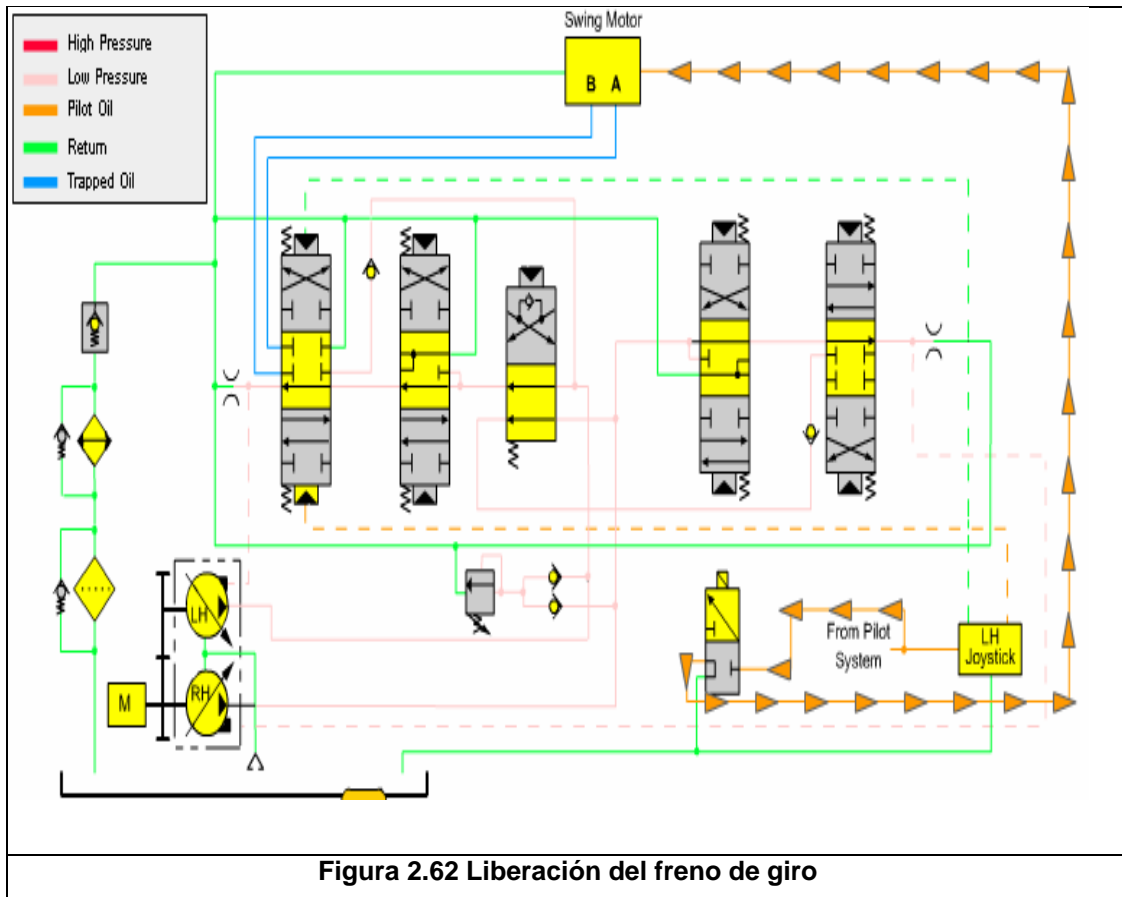 Swing Motor
High Pressure
Low Pressure
Pilot Oil
Return
Trapped Oil
B A
LH
RH
M
From Pilot
System
LH
Joystick
Figura 2.62 Liberación del freno de giro